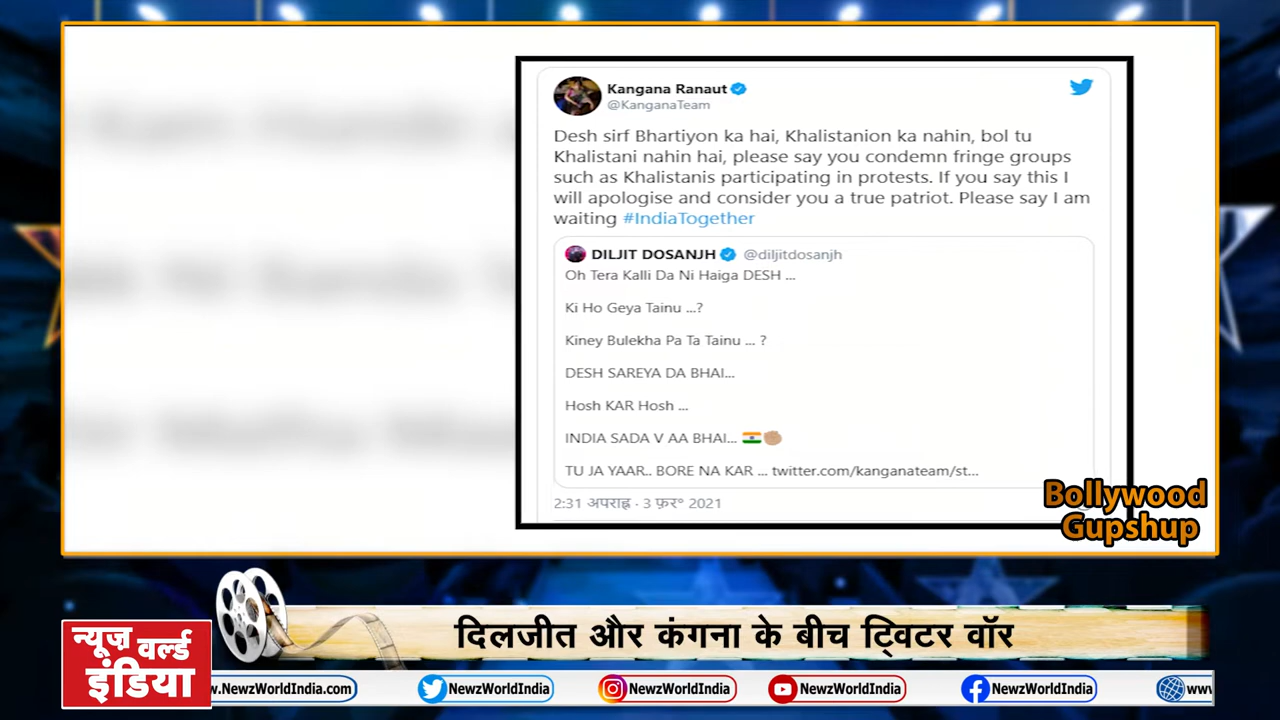 Kangana Ranaut
@KanganaTeam
Desh sirf Bhartiyon ka hai, Khalistanion ka nahin, bol tu
Khalistani nahin hai, please say you condemn fringe groups
such as Khalistanis participating in protests. If you say this I
will apologise and consider you a true patriot. Please say I am
waiting #IndiaTogether
DILJIT DOSANJH @diljitdosanjh
Oh Tera Kalli Da Ni Haiga DESH ...
Ki Ho Geya Tainu ...?
Kiney Bulekha Pa Ta Tainu ... ?
DESH SAREYA DA BHAI...
Hosh KAR Hosh ...
INDIA SADA V AA BHAI... 🇮🇳✊🏽
TU JA YAAR.. BORE NA KAR ... twitter.com/kanganateam/st...
2:31 अपराह्न · 3 फ़र॰ 2021
Bollywood
Gupshup
दिलजीत और कंगना के बीच ट्विटर वॉर
न्यूज़ वर्ल्ड
इंडिया
.NewzWorldIndia.com NewzWorldIndia NewzWorldIndia NewzWorldIndia NewzWorldIndia